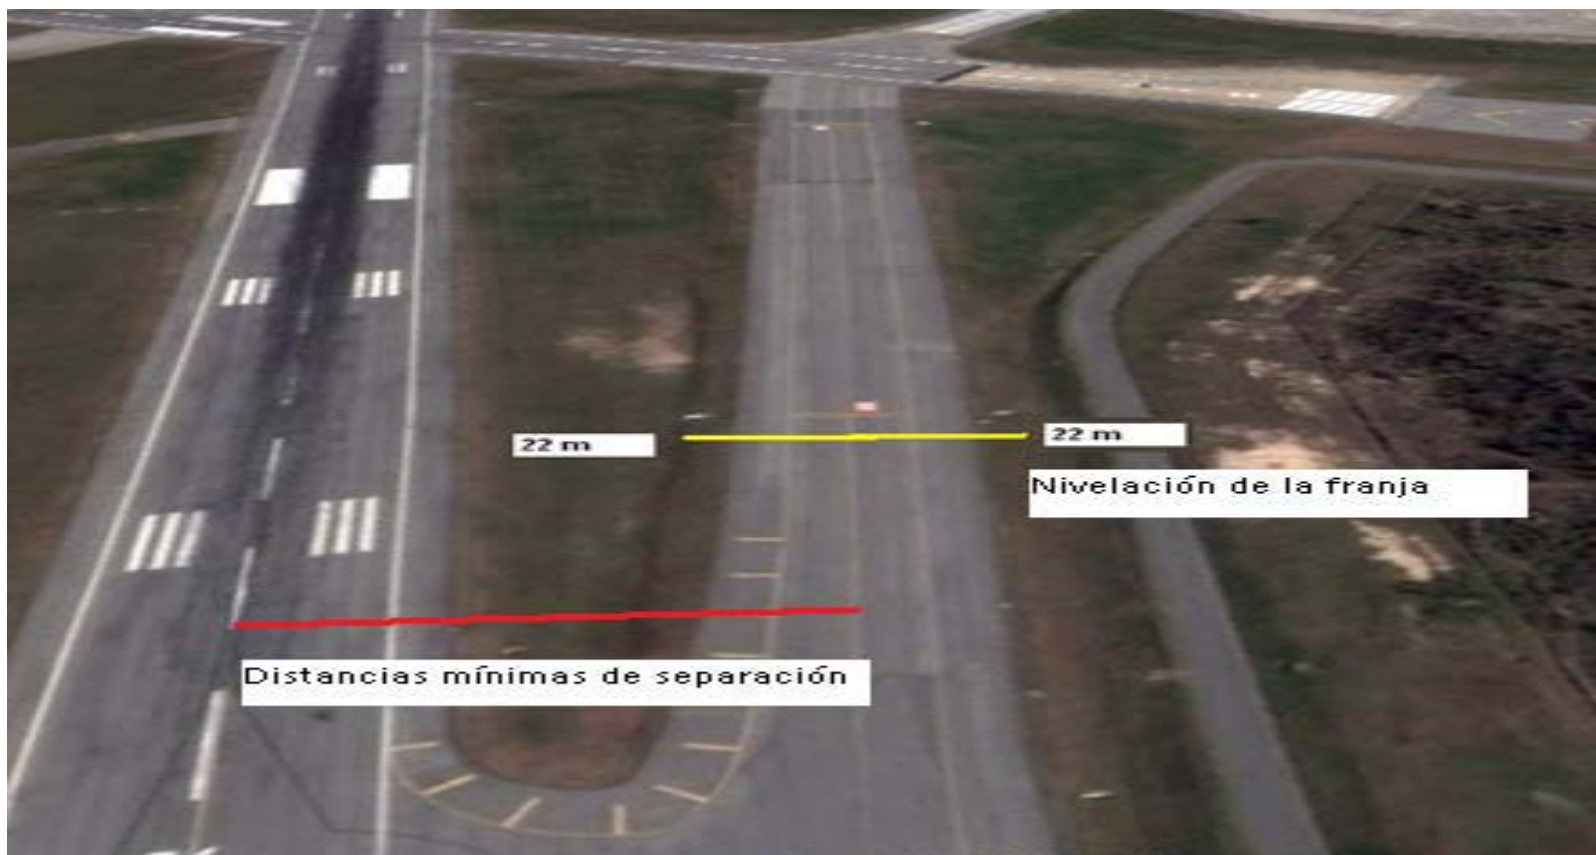 22 m
22 m
Nivelación de la franja
Distancias mínimas de separación